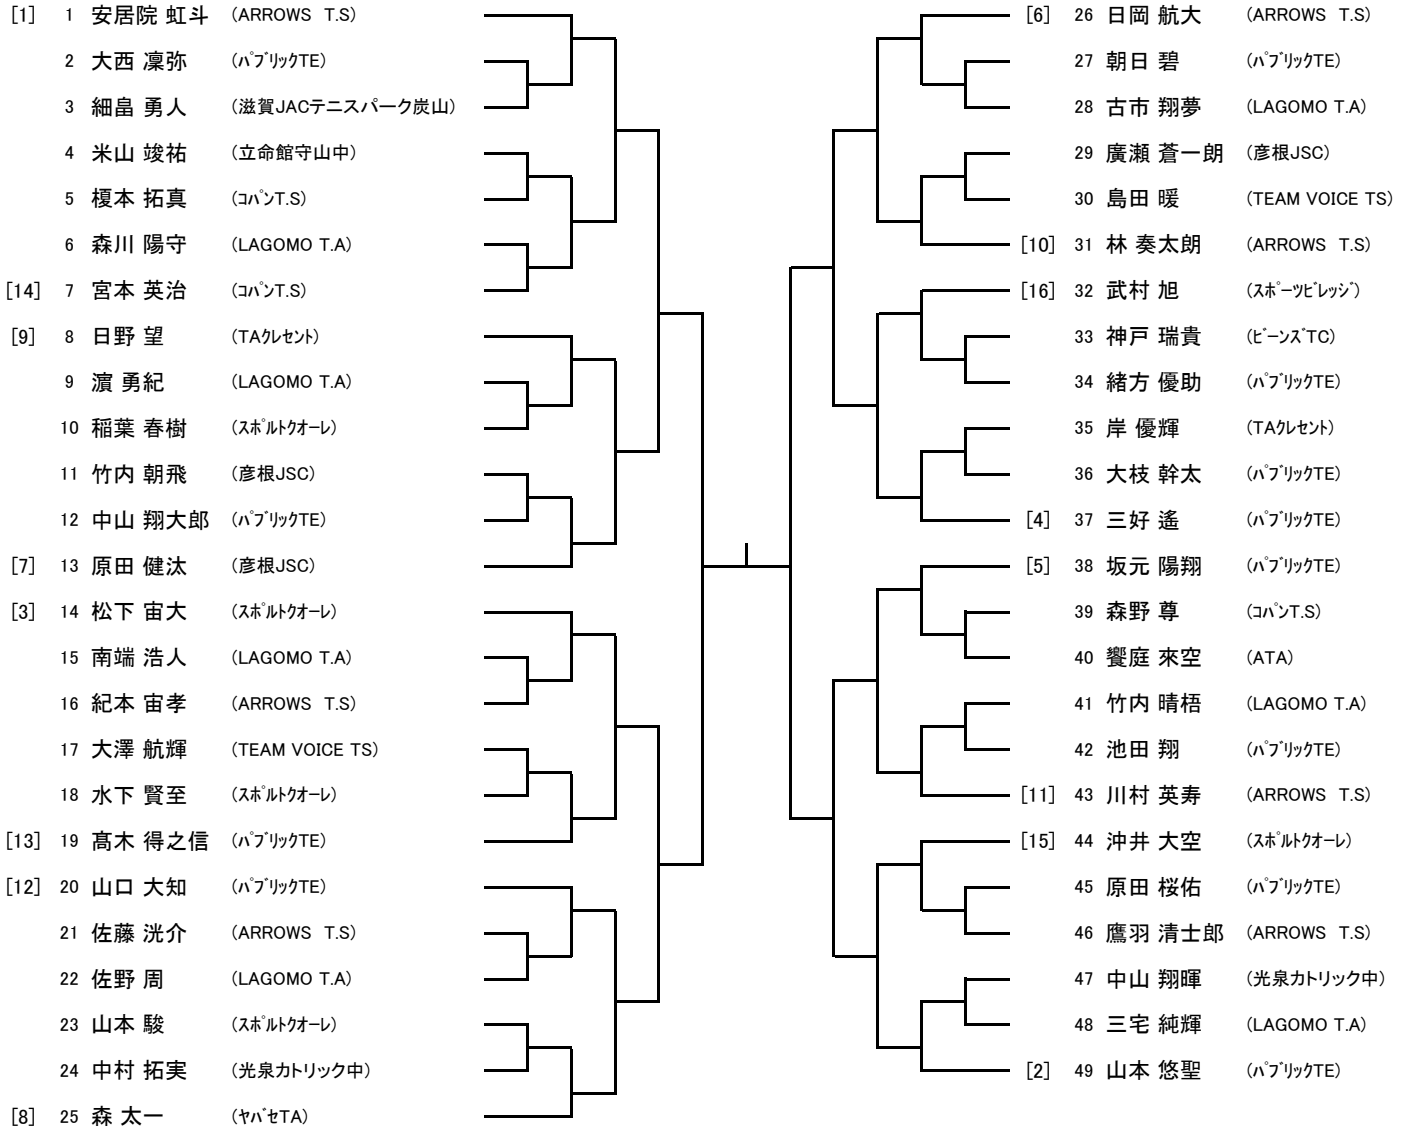 [1] 1 安居院 虹斗 (ARROWS T.S)
2 大西 凜弥 (ﾊﾟﾌﾞﾘｯｸTE)
3 細畠 勇人 (滋賀JACテニスパーク炭山)
4 米山 竣祐 (立命館守山中)
5 榎本 拓真 (ｺﾊﾟﾝT.S)
6 森川 陽守 (LAGOMO T.A)
[14] 7 宮本 英治 (ｺﾊﾟﾝT.S)
[9] 8 日野 望 (TAｸﾚｾﾝﾄ)
9 濵 勇紀 (LAGOMO T.A)
10 稲葉 春樹 (ｽﾎﾟﾙﾄｸｵｰﾚ)
11 竹内 朝飛 (彦根JSC)
12 中山 翔大郎 (ﾊﾟﾌﾞﾘｯｸTE)
[7] 13 原田 健汰 (彦根JSC)
[3] 14 松下 宙大 (ｽﾎﾟﾙﾄｸｵｰﾚ)
15 南端 浩人 (LAGOMO T.A)
16 紀本 宙孝 (ARROWS T.S)
17 大澤 航輝 (TEAM VOICE TS)
18 水下 賢至 (ｽﾎﾟﾙﾄｸｵｰﾚ)
[13] 19 髙木 得之信 (ﾊﾟﾌﾞﾘｯｸTE)
[12] 20 山口 大知 (ﾊﾟﾌﾞﾘｯｸTE)
21 佐藤 洸介 (ARROWS T.S)
22 佐野 周 (LAGOMO T.A)
23 山本 駿 (ｽﾎﾟﾙﾄｸｵｰﾚ)
24 中村 拓実 (光泉カトリック中)
[8] 25 森 太一 (ﾔﾊﾞｾTA)
[6] 26 日岡 航大 (ARROWS T.S)
27 朝日 碧 (ﾊﾟﾌﾞﾘｯｸTE)
28 古市 翔夢 (LAGOMO T.A)
29 廣瀬 蒼一朗 (彦根JSC)
30 島田 暖 (TEAM VOICE TS)
[10] 31 林 奏太朗 (ARROWS T.S)
[16] 32 武村 旭 (ｽﾎﾟｰﾂﾋﾞﾚｯｼﾞ)
33 神戸 瑞貴 (ﾋﾞｰﾝｽﾞTC)
34 緒方 優助 (ﾊﾟﾌﾞﾘｯｸTE)
35 岸 優輝 (TAｸﾚｾﾝﾄ)
36 大枝 幹太 (ﾊﾟﾌﾞﾘｯｸTE)
[4] 37 三好 遙 (ﾊﾟﾌﾞﾘｯｸTE)
[5] 38 坂元 陽翔 (ﾊﾟﾌﾞﾘｯｸTE)
39 森野 尊 (ｺﾊﾟﾝT.S)
40 饗庭 來空 (ATA)
41 竹内 晴梧 (LAGOMO T.A)
42 池田 翔 (ﾊﾟﾌﾞﾘｯｸTE)
[11] 43 川村 英寿 (ARROWS T.S)
[15] 44 沖井 大空 (ｽﾎﾟﾙﾄｸｵｰﾚ)
45 原田 桜佑 (ﾊﾟﾌﾞﾘｯｸTE)
46 鷹羽 清士郎 (ARROWS T.S)
47 中山 翔暉 (光泉カトリック中)
48 三宅 純輝 (LAGOMO T.A)
[2] 49 山本 悠聖 (ﾊﾟﾌﾞﾘｯｸTE)